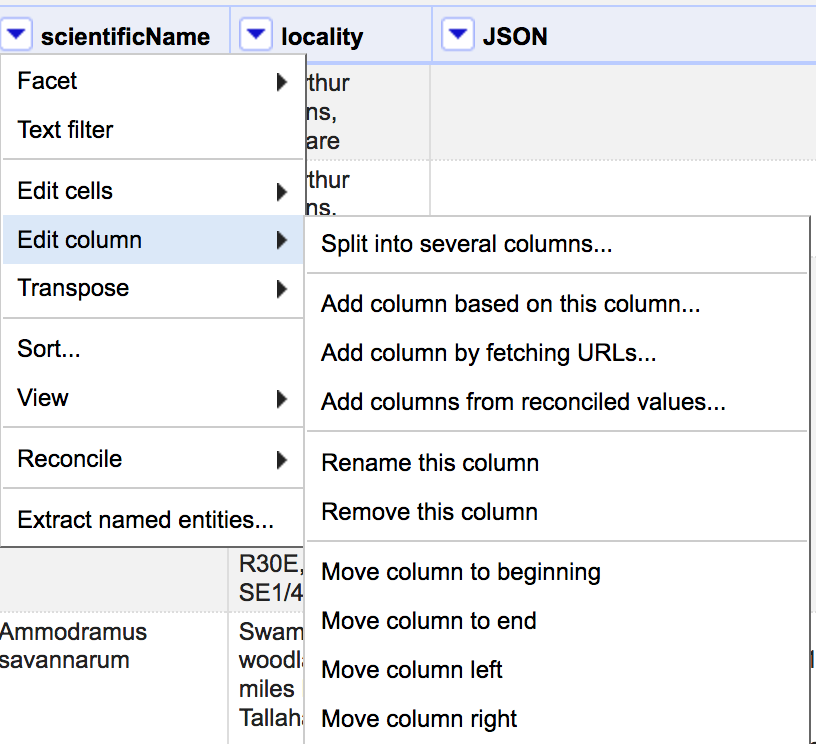 scientificName locality JSON
Facet
Text filter
Edit cells
Edit column
Transpose
Sort...
View
Reconcile
Extract named entities...
Split into several columns...
Add column based on this column...
Add column by fetching URLs...
Add columns from reconciled values...
Rename this column
Remove this column
Move column to beginning
Move column to end
Move column left
Move column right
thur
ns,
are
thur
ns,
R30E,
SE1/4
Ammodramus
savannarum
Swam
woodl
miles
Tallah